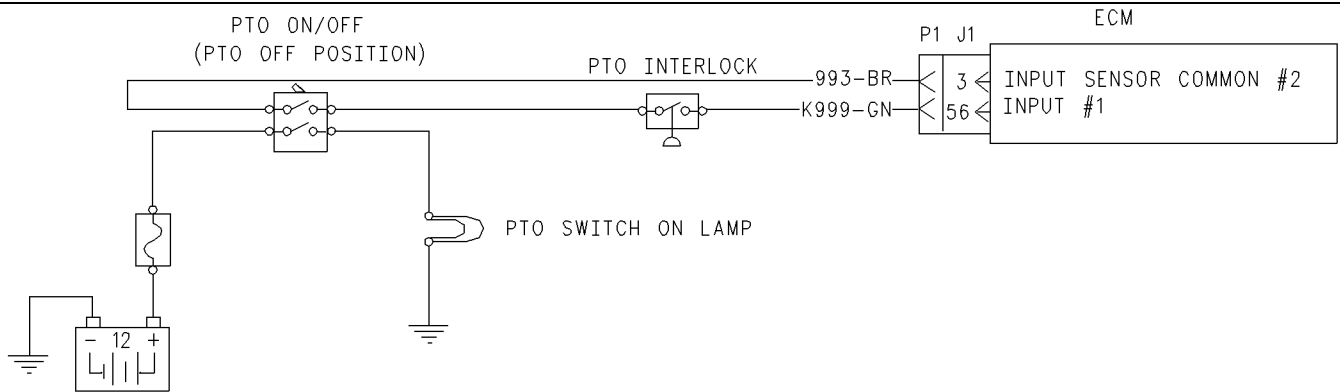 PTO ON/OFF
(PTO OFF POSITION)
ECM
P1 J1
PTO INTERLOCK
993-BR
3
INPUT SENSOR COMMON #2
K999-GN
56
INPUT #1
PTO SWITCH ON LAMP
- 12 +